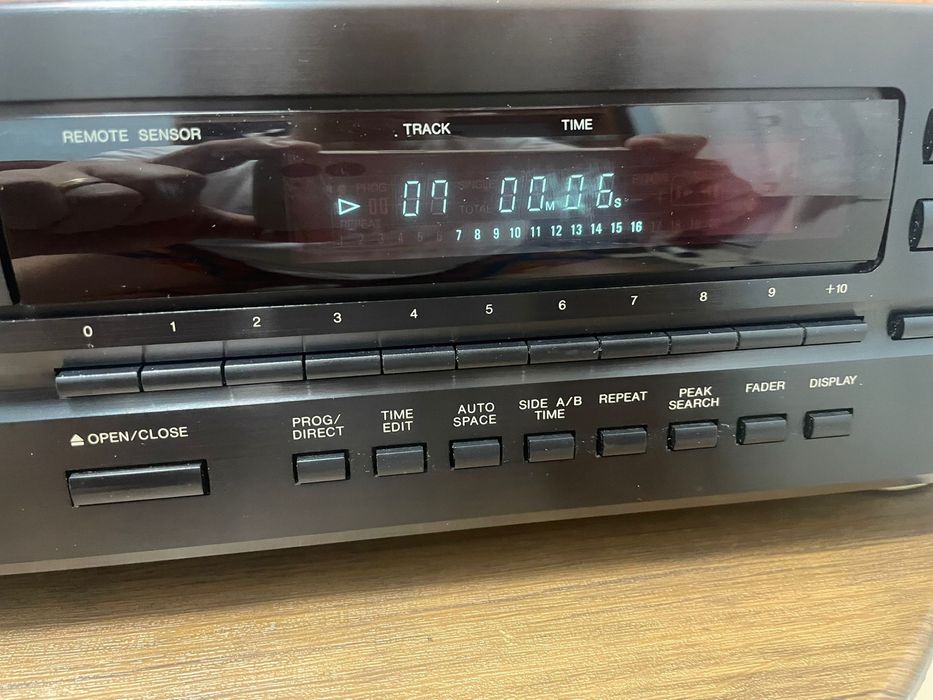 REMOTE SENSOR TRACK TIME
07 00M 06S
7 8 9 10 11 12 13 14 15 16
0 1 2 3 4 5 6 7 8 9 +10
OPEN/CLOSE
PROG/
DIRECT
TIME
EDIT
AUTO
SPACE
SIDE A/B
TIME
REPEAT
PEAK
SEARCH
FADER
DISPLAY